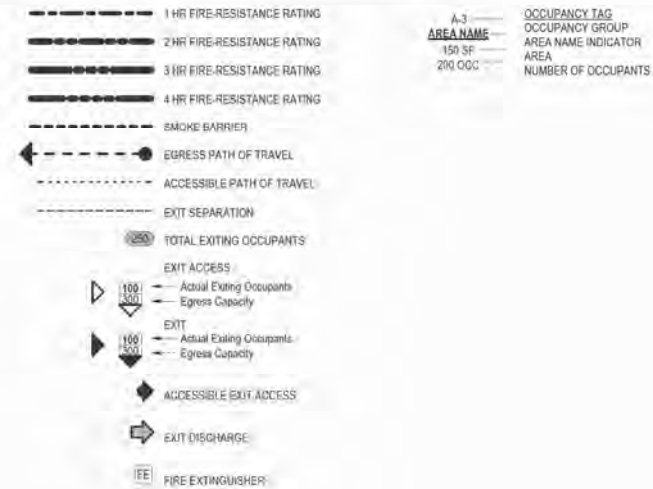 1 HR FIRE-RESISTANCE RATING
2 HR FIRE-RESISTANCE RATING
3 HR FIRE-RESISTANCE RATING
4 HR FIRE-RESISTANCE RATING
SMOKE BARRIER
EGRESS PATH OF TRAVEL
ACCESSIBLE PATH OF TRAVEL
EXIT SEPARATION
250 TOTAL EXITING OCCUPANTS
EXIT ACCESS
100 Actual Exiting Occupants
300 Egress Capacity
EXIT
100 Actual Exiting Occupants
300 Egress Capacity
ACCESSIBLE EXIT ACCESS
EXIT DISCHARGE
FE FIRE EXTINGUISHER
OCCUPANCY TAG
A-3 OCCUPANCY GROUP
AREA NAME AREA NAME INDICATOR
150 SF AREA
200 OCC NUMBER OF OCCUPANTS